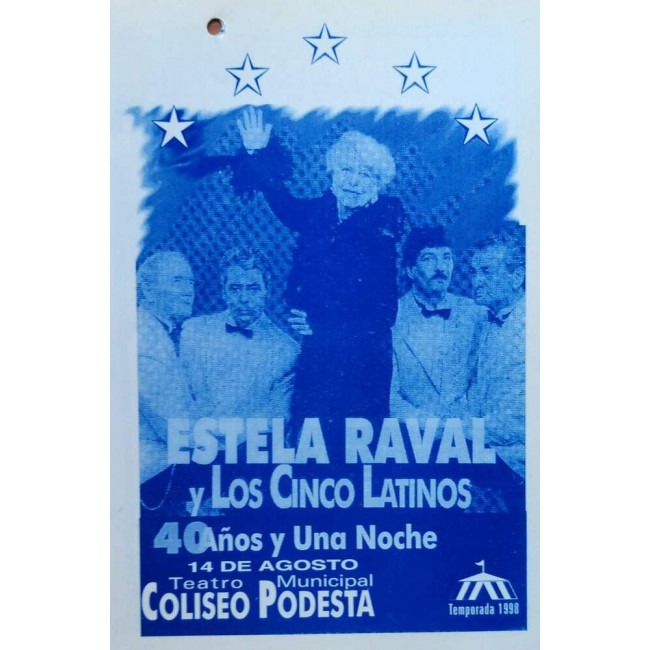 ESTELA RAVAL
y LOS CINCO LATINOS
40 Años y Una Noche
14 DE AGOSTO
Teatro Municipal
COLISEO PODESTA
Temporada 1998